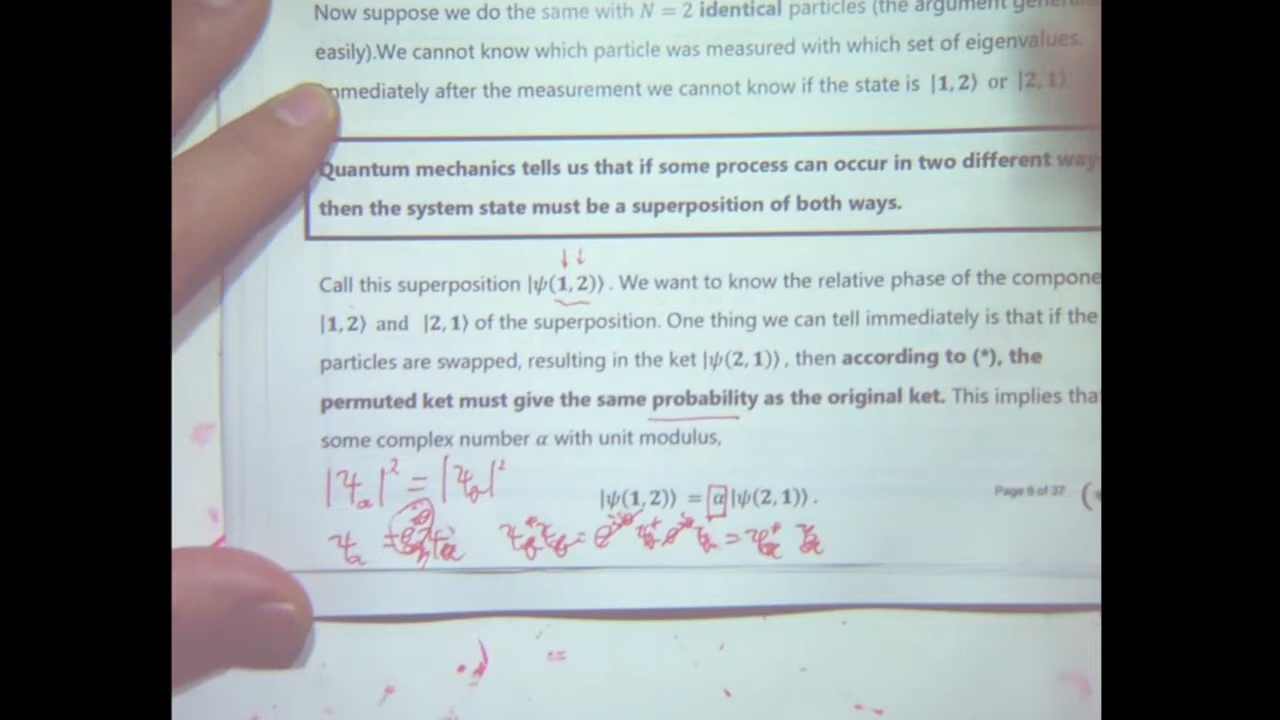 Now suppose we do the same with N = 2 identical particles (the argument
easily).We cannot know which particle was measured with which set of eigenvalues.
mmediately after the measurement we cannot know if the state is |1, 2⟩ or |2, 1⟩
Quantum mechanics tells us that if some process can occur in two different way
then the system state must be a superposition of both ways.
↓ ↓
Call this superposition |ψ(1, 2)⟩. We want to know the relative phase of the compone
|1, 2⟩ and |2, 1⟩ of the superposition. One thing we can tell immediately is that if the
particles are swapped, resulting in the ket |ψ(2, 1)⟩, then according to (*), the
permuted ket must give the same probability as the original ket. This implies tha
some complex number α with unit modulus,
|ψₐ|² = |ψ_b|²
|ψ(1, 2)⟩ = α |ψ(2, 1)⟩.
Page 6 of 37